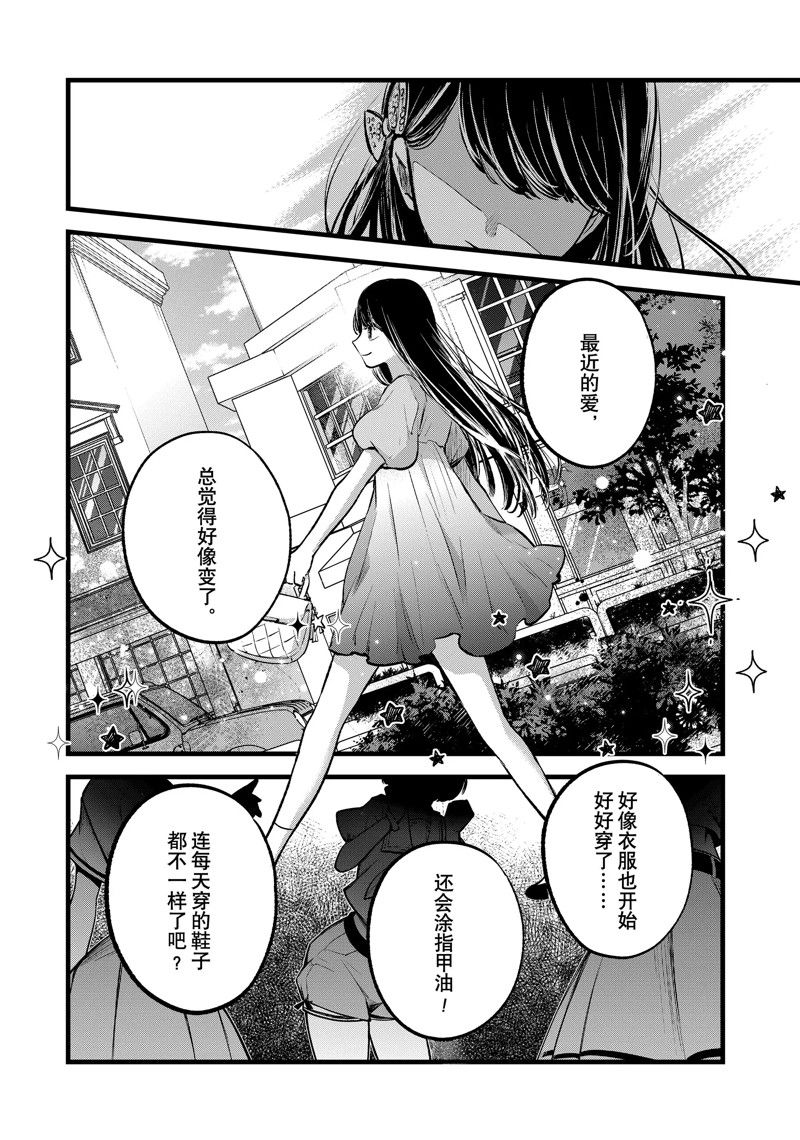 最近的爱，
总觉得好像变了。
好像衣服也开始
好好穿了……
还会涂指甲油！
连每天穿的鞋子
都不一样了吧？